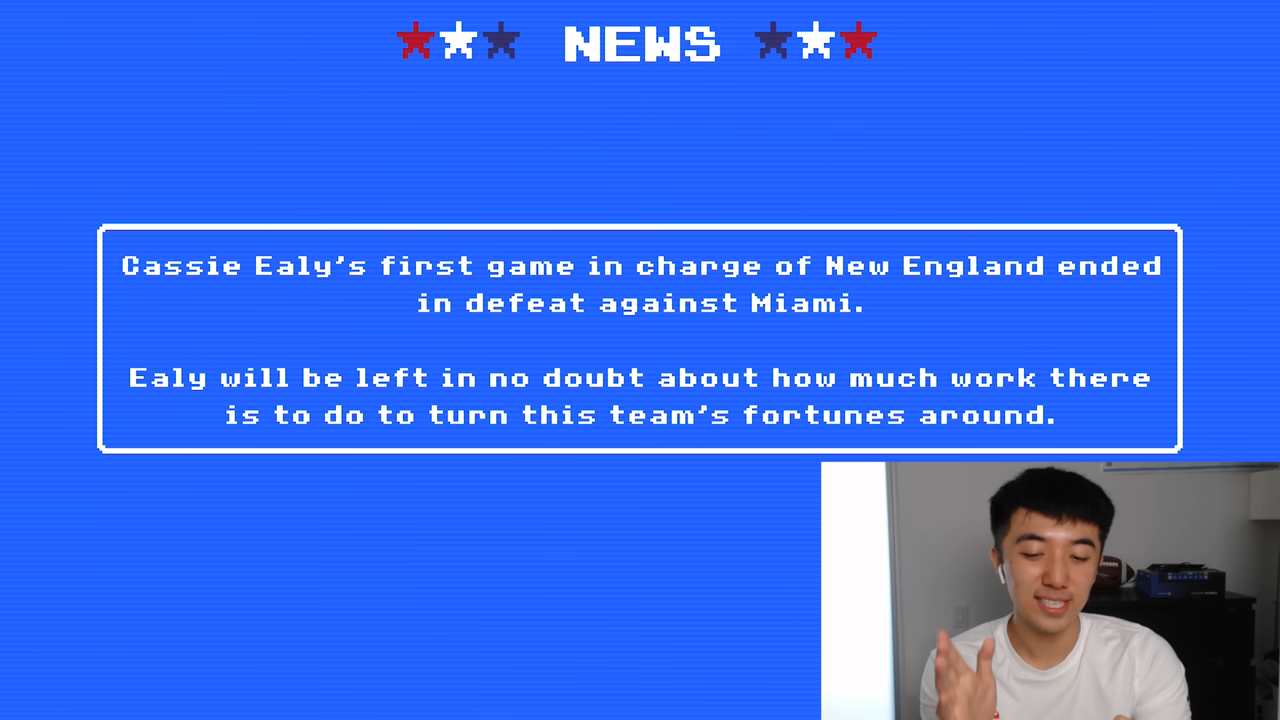 NEWS
Cassie Ealy's first game in charge of New England ended
in defeat against Miami.
Ealy will be left in no doubt about how much work there
is to do to turn this team's fortunes around.